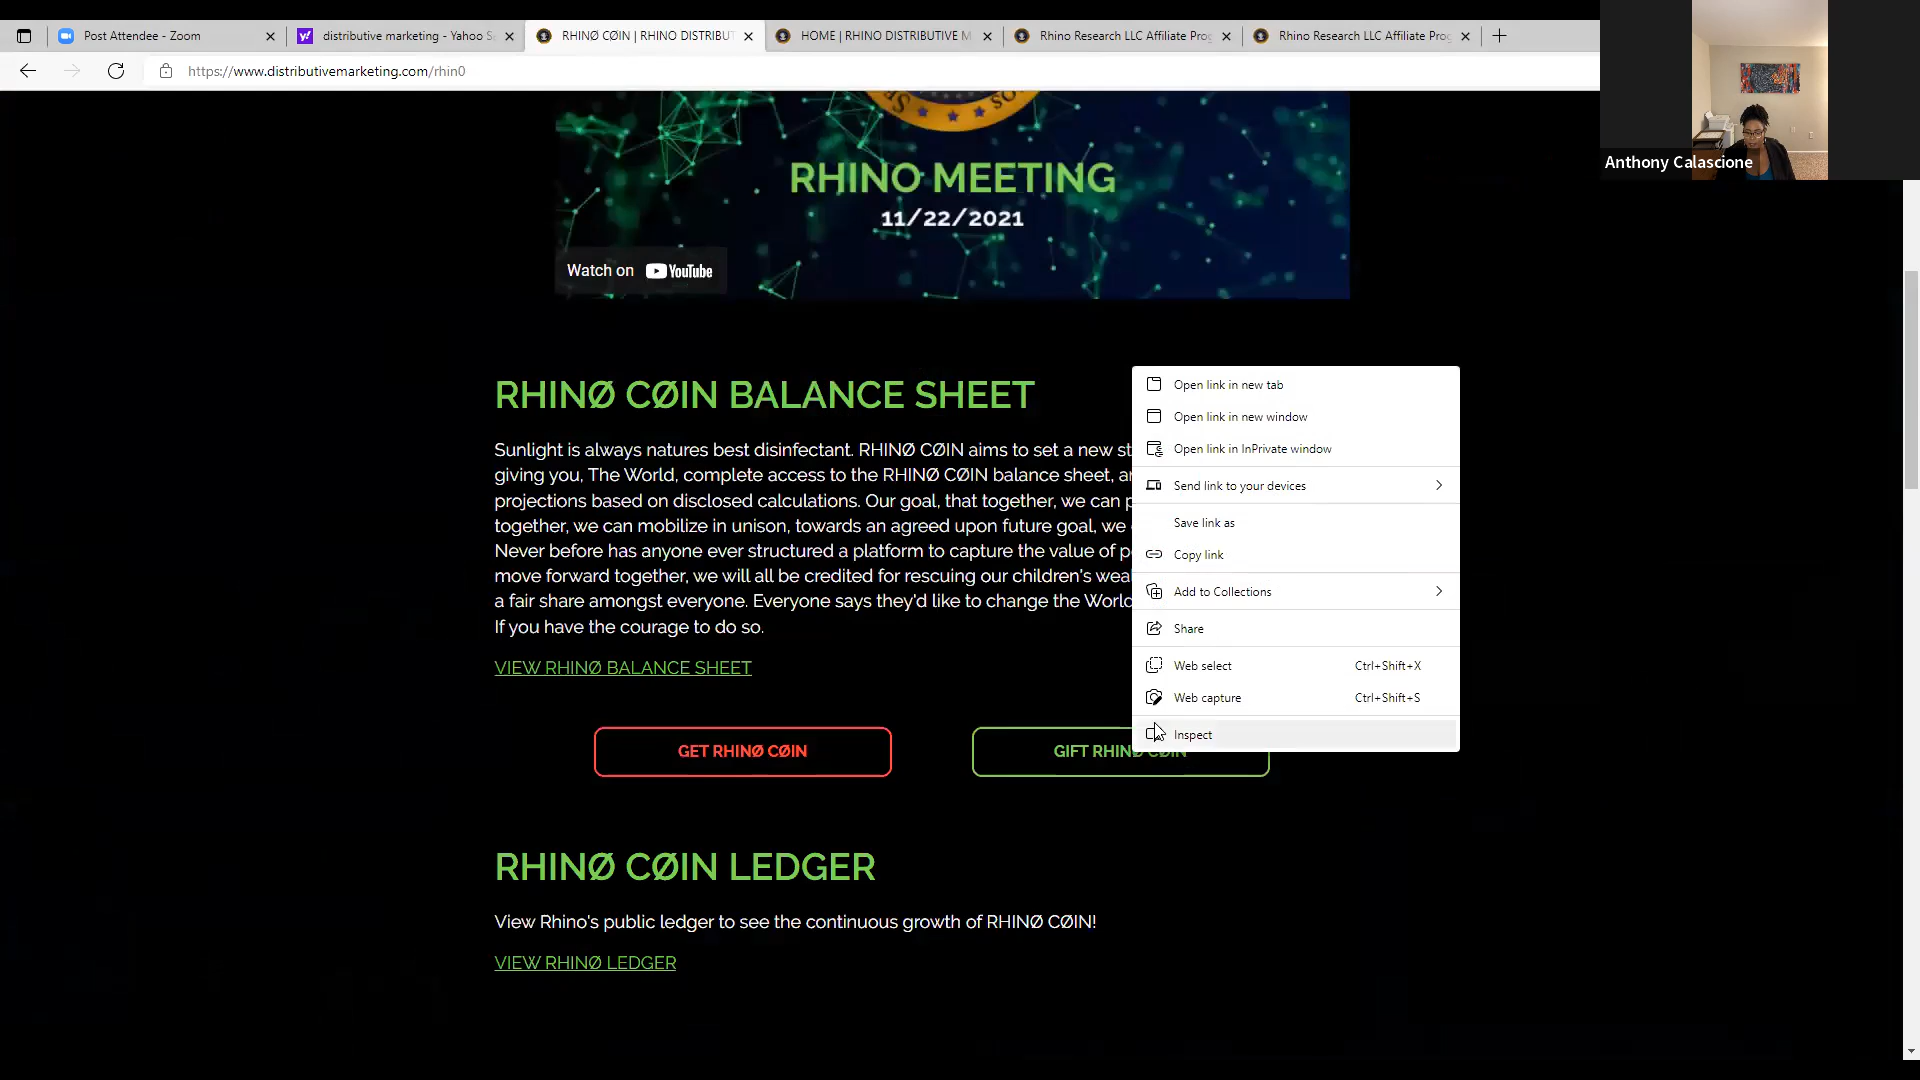 Post Attendee - Zoom
distributive marketing - Yahoo S
RHINØ CØIN | RHINO DISTRIBUT
HOME | RHINO DISTRIBUTIVE M
Rhino Research LLC Affiliate Prog
Rhino Research LLC Affiliate Prog
https://www.distributivemarketing.com/rhin0
Anthony Calascione
RHINO MEETING
11/22/2021
Watch on YouTube
RHINØ CØIN BALANCE SHEET
Sunlight is always natures best disinfectant. RHINØ CØIN aims to set a new st
giving you, The World, complete access to the RHINØ CØIN balance sheet,
projections based on disclosed calculations. Our goal, that together, we can p
together, we can mobilize in unison, towards an agreed upon future goal, we
Never before has anyone ever structured a platform to capture the value of p
move forward together, we will all be credited for rescuing our children's wea
a fair share amongst everyone. Everyone says they'd like to change the World
If you have the courage to do so.
VIEW RHINØ BALANCE SHEET
GET RHINØ CØIN
GIFT RHINØ CØIN
Open link in new tab
Open link in new window
Open link in InPrivate window
Send link to your devices
Save link as
Copy link
Add to Collections
Share
Web select Ctrl+Shift+X
Web capture Ctrl+Shift+S
Inspect
RHINØ CØIN LEDGER
View Rhino's public ledger to see the continuous growth of RHINØ CØIN!
VIEW RHINØ LEDGER